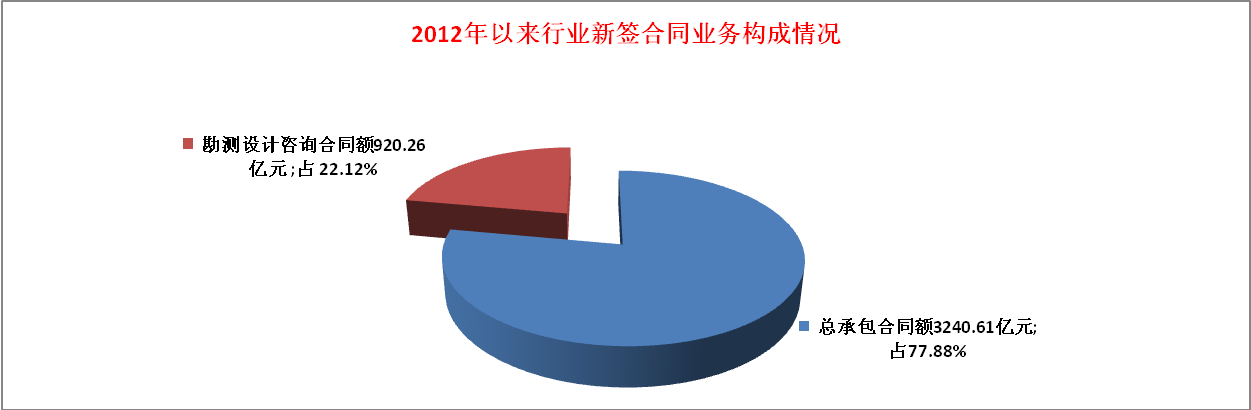 2012年以来行业新签合同业务构成情况
勘测设计咨询合同额920.26
亿元;占 22.12%
总承包合同额3240.61亿元;
占77.88%